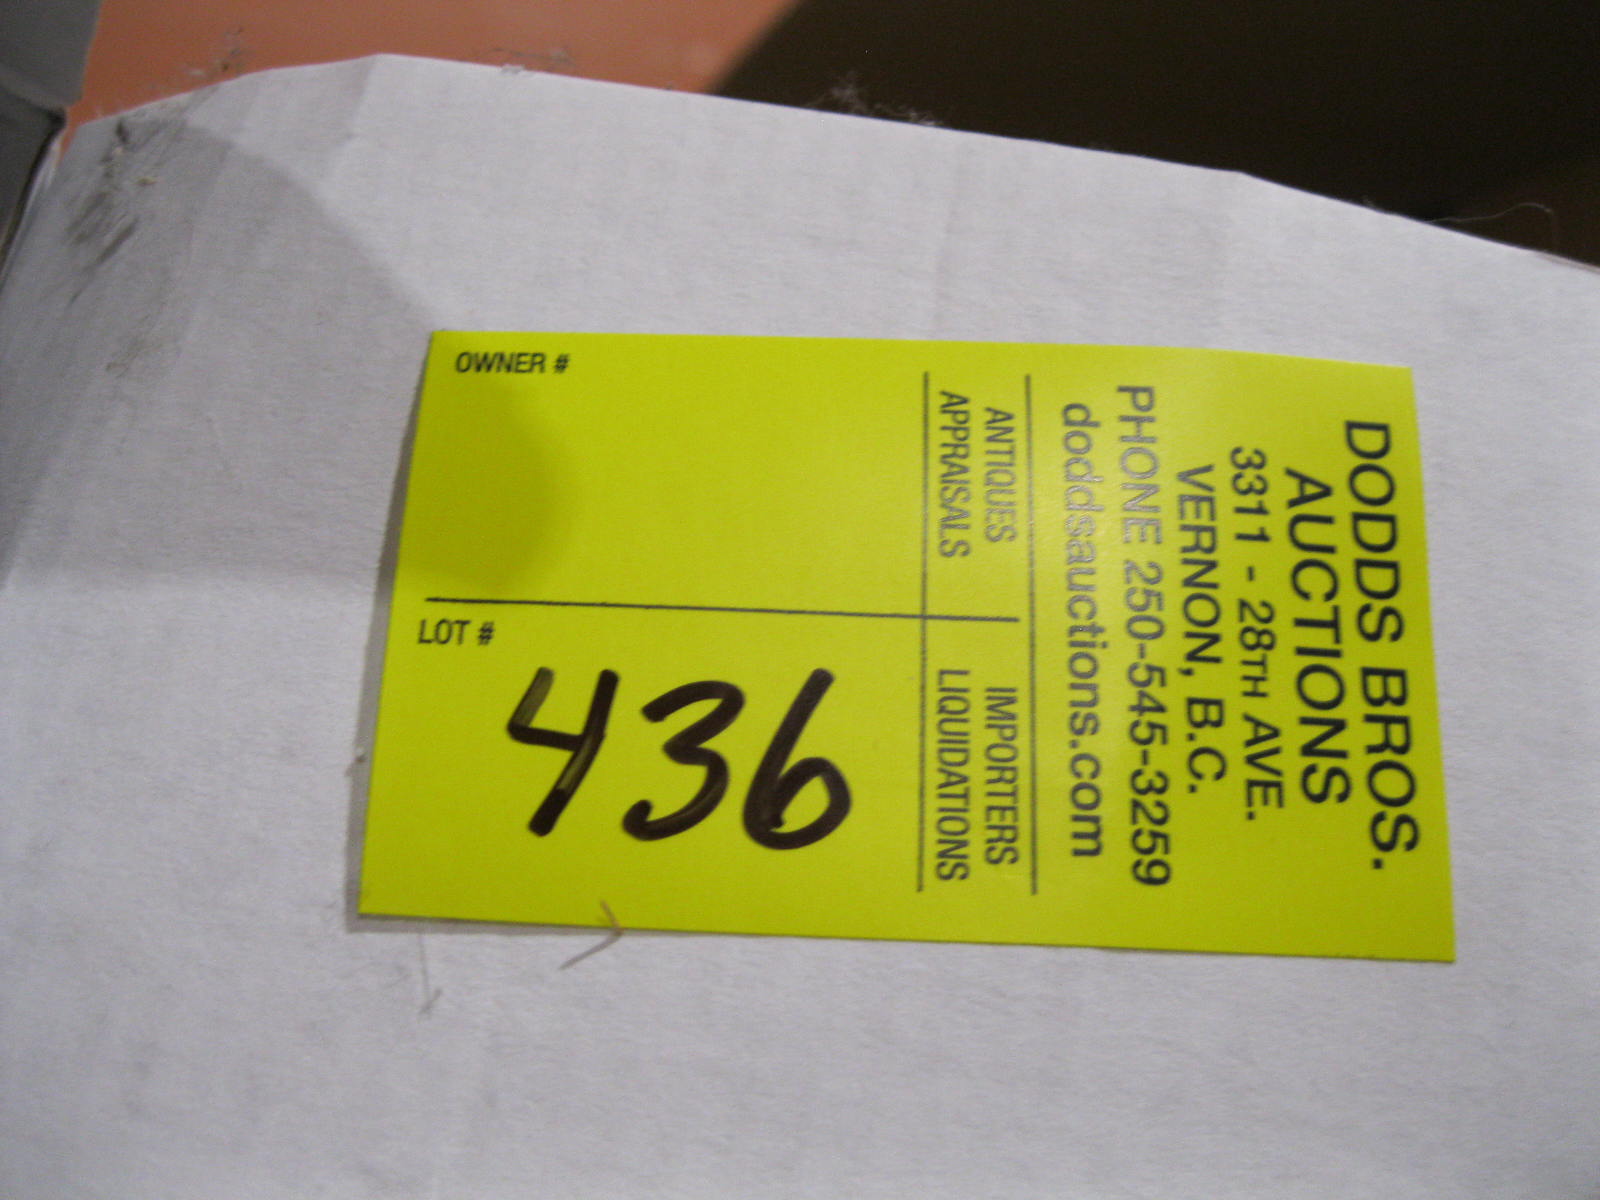 DODDS BROS.
AUCTIONS
3311 - 28TH AVE.
VERNON, B.C.
PHONE 250-545-3259
doddsauctions.com
ANTIQUES
APPRAISALS
IMPORTERS
LIQUIDATIONS
OWNER #
LOT #
436